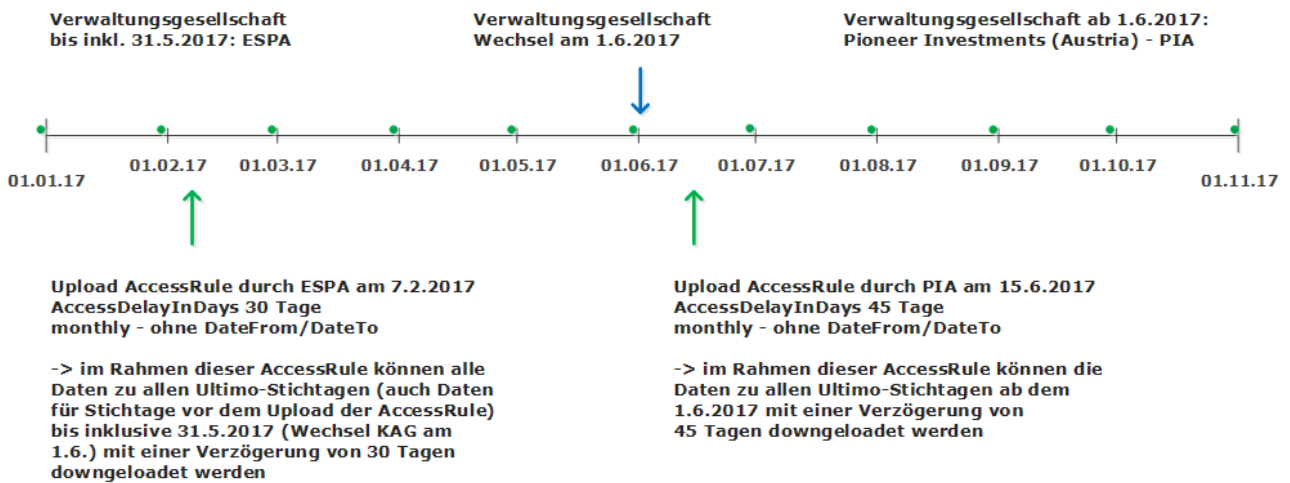 Verwaltungsgesellschaft
bis inkl. 31.5.2017: ESPA
Verwaltungsgesellschaft
Wechsel am 1.6.2017
Verwaltungsgesellschaft ab 1.6.2017:
Pioneer Investments (Austria) - PIA
01.01.17
01.02.17
01.03.17
01.04.17
01.05.17
01.06.17
01.07.17
01.08.17
01.09.17
01.10.17
01.11.17
Upload AccessRule durch ESPA am 7.2.2017
AccessDelayInDays 30 Tage
monthly - ohne DateFrom/DateTo
-> im Rahmen dieser AccessRule können alle
Daten zu allen Ultimo-Stichtagen (auch Daten
für Stichtage vor dem Upload der AccessRule)
bis inklusive 31.5.2017 (Wechsel KAG am
1.6.) mit einer Verzögerung von 30 Tagen
downgeloadet werden
Upload AccessRule durch PIA am 15.6.2017
AccessDelayInDays 45 Tage
monthly - ohne DateFrom/DateTo
-> im Rahmen dieser AccessRule können die
Daten zu allen Ultimo-Stichtagen ab dem
1.6.2017 mit einer Verzögerung von
45 Tagen downgeloadet werden